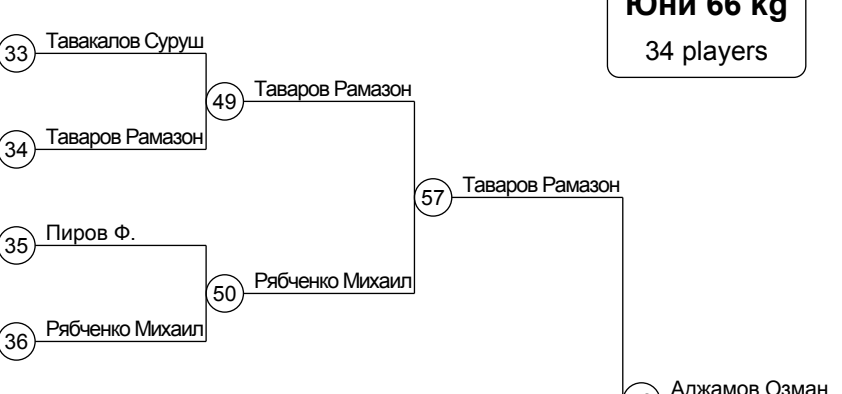 Юни 66 kg
34 players
33 Тавакалов Суруш
49 Таваров Рамазон
34 Таваров Рамазон
57 Таваров Рамазон
35 Пиров Ф.
50 Рябченко Михаил
36 Рябченко Михаил
Аджамов Озман